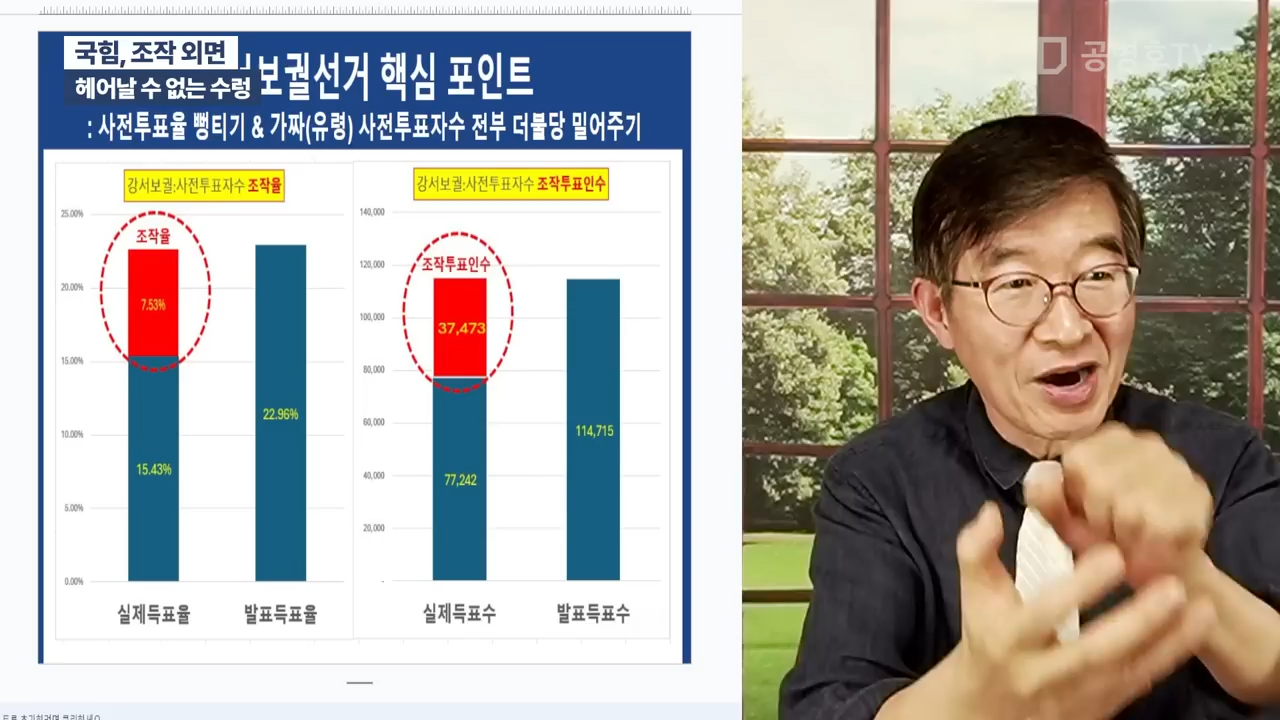 국힘, 조작 외면
헤어날 수 없는 수렁
보궐선거 핵심 포인트
: 사전투표율 뻥티기 & 가짜(유령) 사전투표자수 전부 더불당 밀어주기
강서보궐:사전투표자수 조작율
25.00%
조작율
20.00%
7.53%
15.00%
22.96%
10.00%
15.43%
5.00%
0.00%
실제득표율
발표득표율
강서보궐:사전투표자수 조작투표인수
140,000
조작투표인수
120,000
37,473
100,000
80,000
60,000
114,715
40,000
77,242
20,000
-
실제득표수
발표득표수
공병호TV